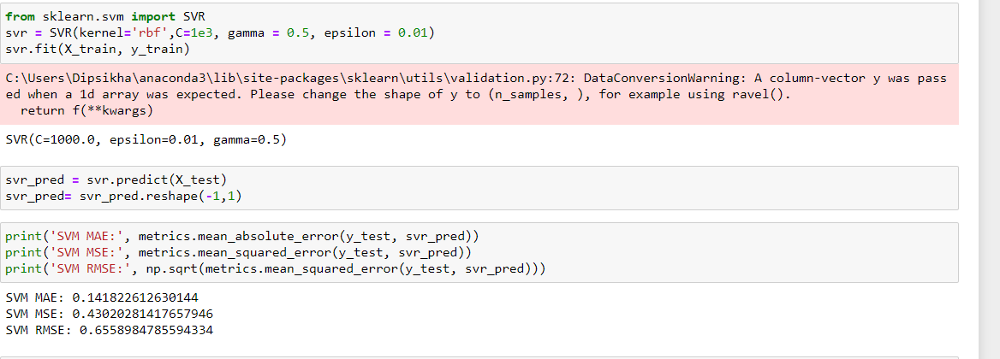 from sklearn.svm import SVR
svr = SVR(kernel='rbf',C=1e3, gamma = 0.5, epsilon = 0.01)
svr.fit(X_train, y_train)
C:\Users\Dipsikha\anaconda3\lib\site-packages\sklearn\utils\validation.py:72: DataConversionWarning: A column-vector y was pass
ed when a 1d array was expected. Please change the shape of y to (n_samples, ), for example using ravel().
  return f(**kwargs)
SVR(C=1000.0, epsilon=0.01, gamma=0.5)
svr_pred = svr.predict(X_test)
svr_pred= svr_pred.reshape(-1,1)
print('SVM MAE:', metrics.mean_absolute_error(y_test, svr_pred))
print('SVM MSE:', metrics.mean_squared_error(y_test, svr_pred))
print('SVM RMSE:', np.sqrt(metrics.mean_squared_error(y_test, svr_pred)))
SVM MAE: 0.141822612630144
SVM MSE: 0.43020281417657946
SVM RMSE: 0.6558984785594334